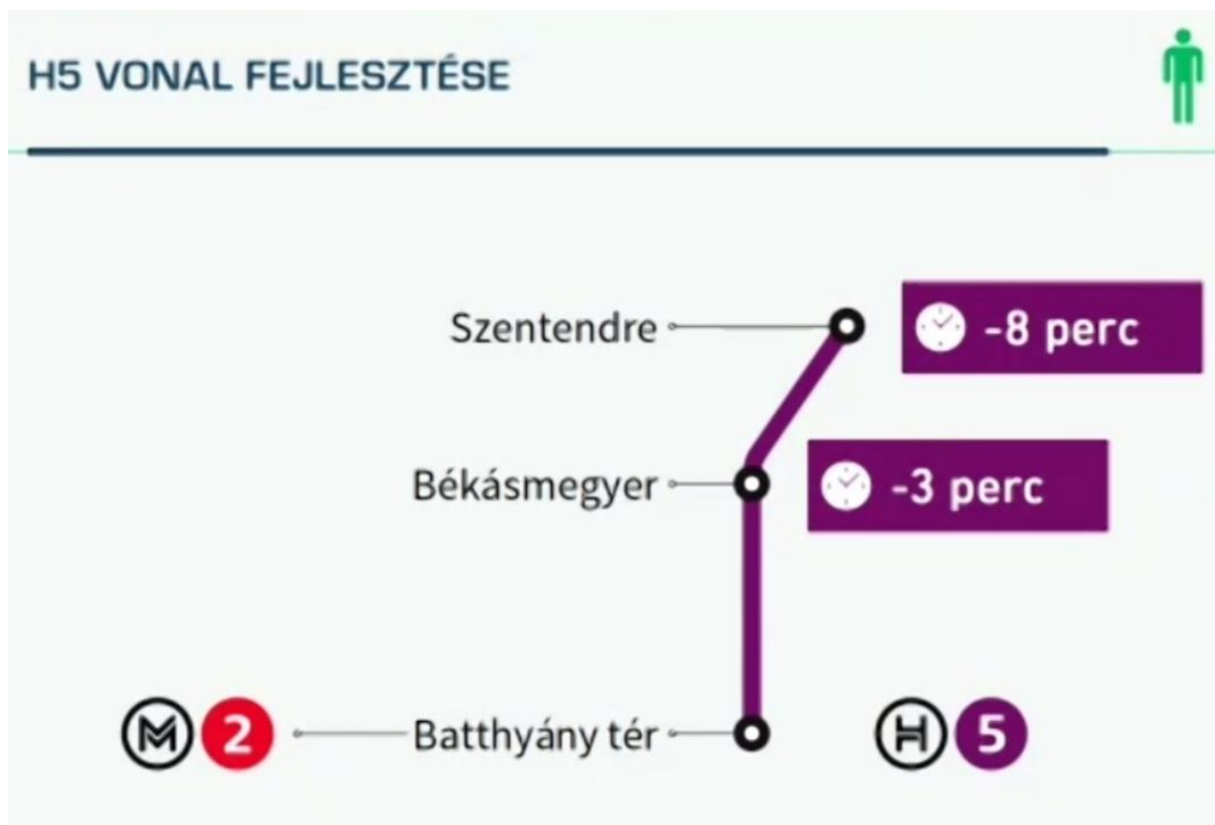 H5 VONAL FEJLESZTÉSE
Szentendre
-8 perc
Békásmegyer
-3 perc
M 2
Batthyány tér
H 5